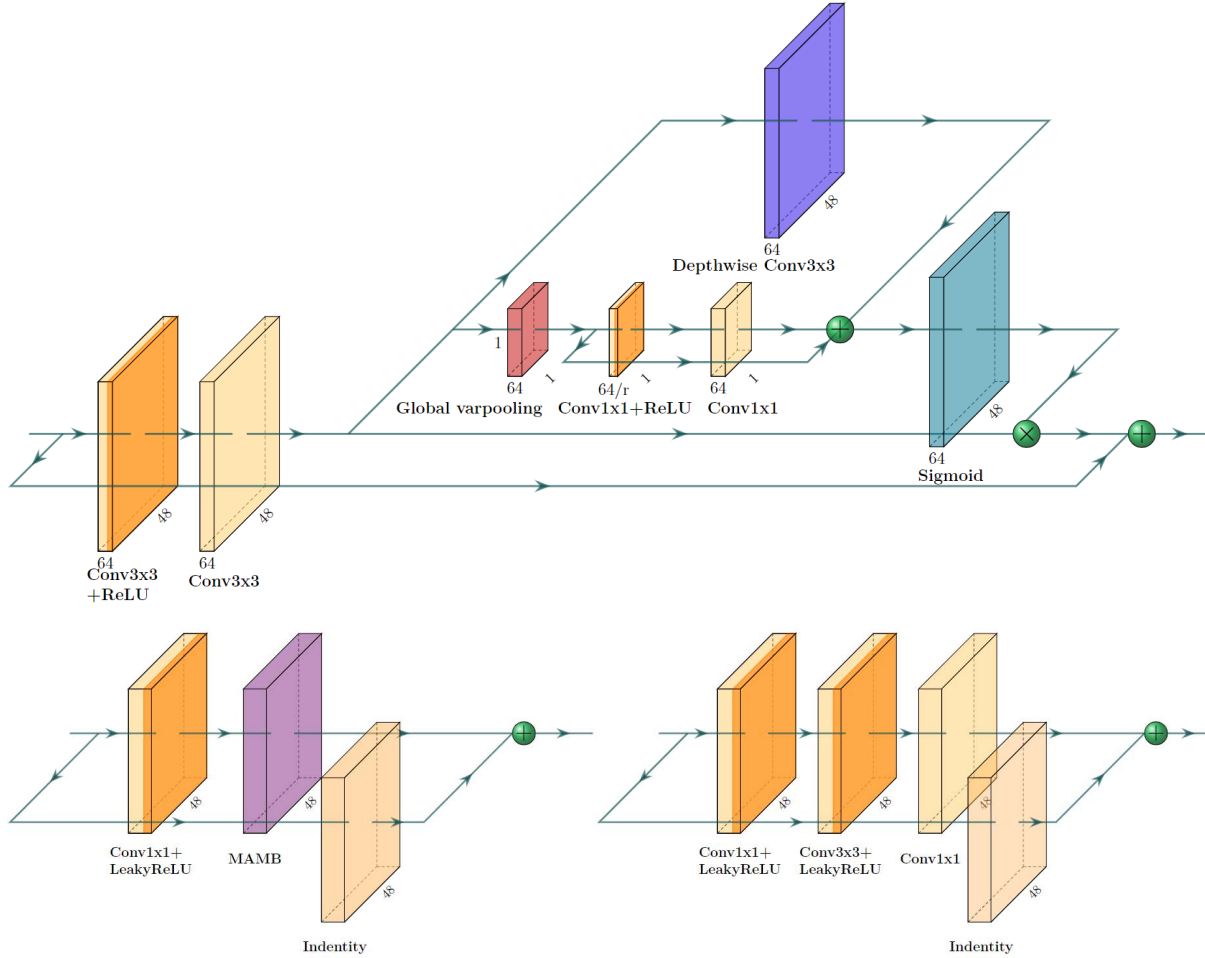 48
64
Depthwise Conv3x3
1
64
1
Global varpooling
64/r
1
Conv1x1+ReLU
64
1
Conv1x1
48
64
Sigmoid
48
64
Conv3x3
+ReLU
48
64
Conv3x3
48
Conv1x1+
LeakyReLU
48
MAMB
48
Indentity
48
Conv1x1+
LeakyReLU
48
Conv3x3+
LeakyReLU
48
Conv1x1
48
Indentity